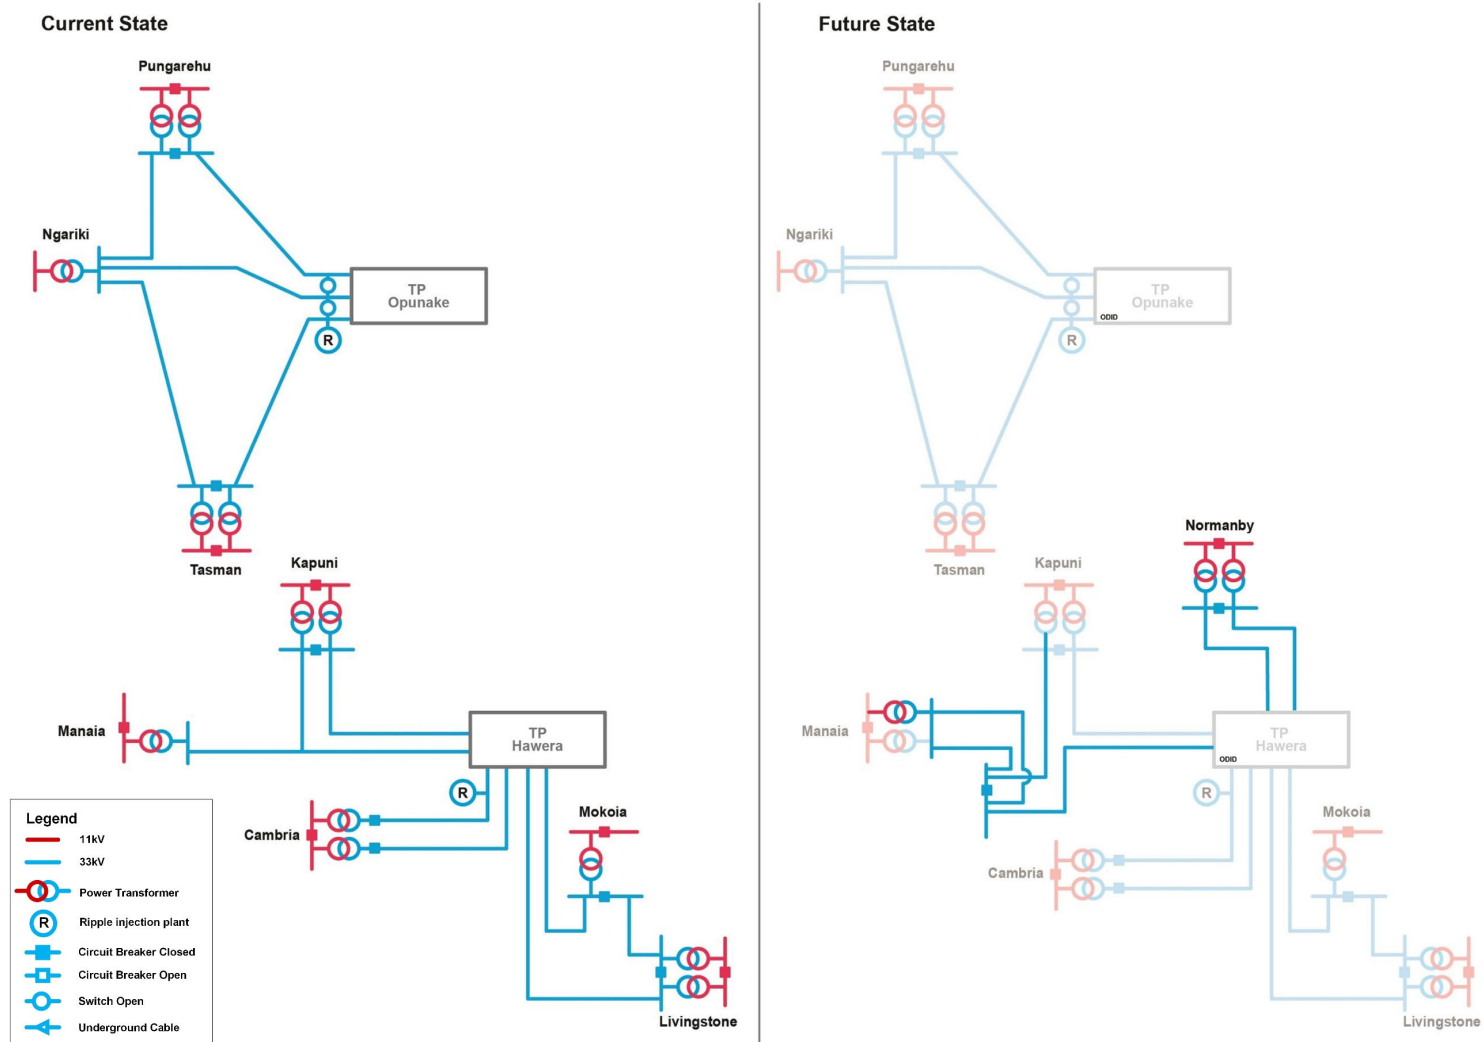 Current State
Pungarehu
Ngariki
TP
Opunake
R
Tasman
Kapuni
Manaia
TP
Hawera
R
Cambria
Mokoia
Livingstone
Legend
11kV
33kV
Power Transformer
R
Ripple injection plant
Circuit Breaker Closed
Circuit Breaker Open
Switch Open
Underground Cable
Future State
Pungarehu
Ngariki
TP
Opunake
ODID
R
Tasman
Normanby
Kapuni
Manaia
TP
Hawera
ODID
R
Mokoia
Cambria
Livingstone